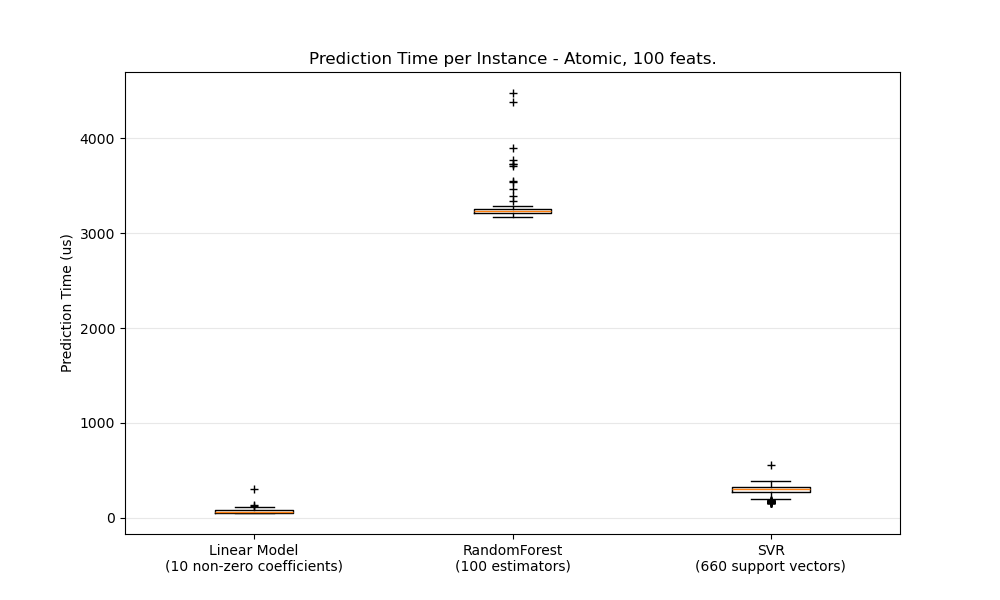 Prediction Time per Instance - Atomic, 100 feats.
Prediction Time (us)
4000
3000
2000
1000
0
Linear Model
(10 non-zero coefficients)
RandomForest
(100 estimators)
SVR
(660 support vectors)